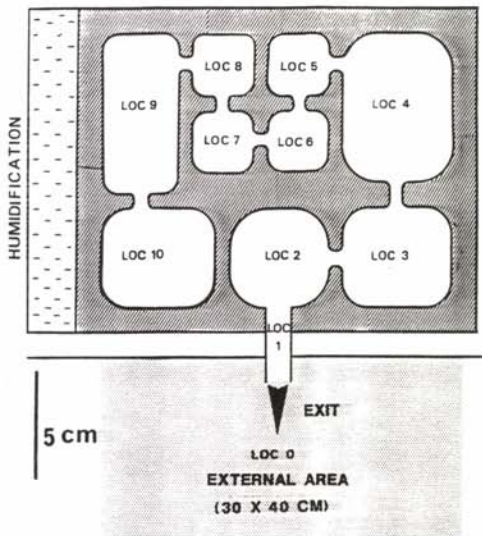 LOC 8
LOC 5
LOC 9
LOC 4
LOC 7
LOC 6
HUMIDIFICATION
LOC 10
LOC 2
LOC 3
LOC
1
5 cm
EXIT
LOC 0
EXTERNAL AREA
(30 X 40 CM)